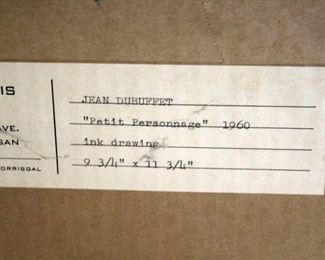 IS
AVE.
GAN
ORRISGAL
JEAN DUBUFFET
"Petit Personnage" 1960
ink drawing
9 3/4" x 11 3/4"